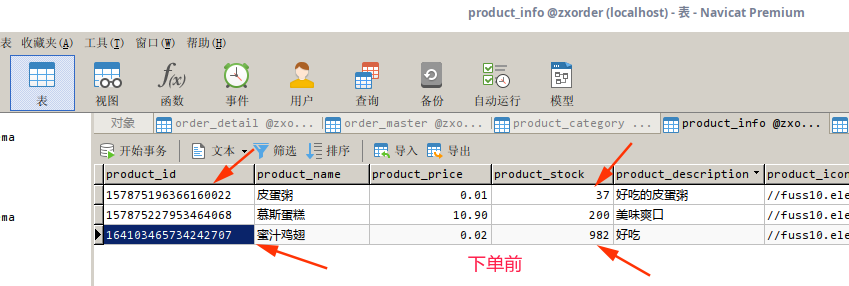 product_info @zxorder (localhost) - 表 - Navicat Premium
表 收藏夹(A) 工具(T) 窗口(W) 帮助(H)
表 视图 f(x) 函数 事件 用户 查询 备份 自动运行 模型
对象 order_detail @zxo... order_master @zxo... product_category ... product_info @zxo...
ma
开始事务 文本 筛选 排序 导入 导出
product_id product_name product_price product_stock product_description product_icon
157875196366160022 皮蛋粥 0.01 37 好吃的皮蛋粥 //fuss10.ele
157875227953464068 慕斯蛋糕 10.90 200 美味爽口 //fuss10.ele
ma
164103465734242707 蜜汁鸡翅 0.02 982 好吃 //fuss10.ele
下单前